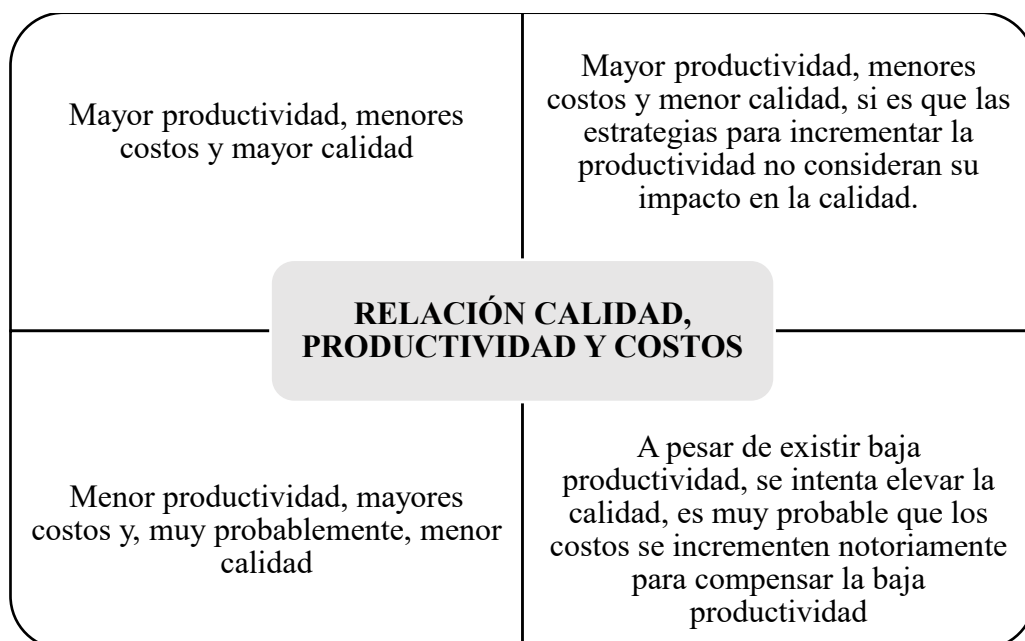 Mayor productividad, menores
costos y mayor calidad
Mayor productividad, menores
costos y menor calidad, si es que las
estrategias para incrementar la
productividad no consideran su
impacto en la calidad.
RELACIÓN CALIDAD,
PRODUCTIVIDAD Y COSTOS
Menor productividad, mayores
costos y, muy probablemente, menor
calidad
A pesar de existir baja
productividad, se intenta elevar la
calidad, es muy probable que los
costos se incrementen notoriamente
para compensar la baja
productividad